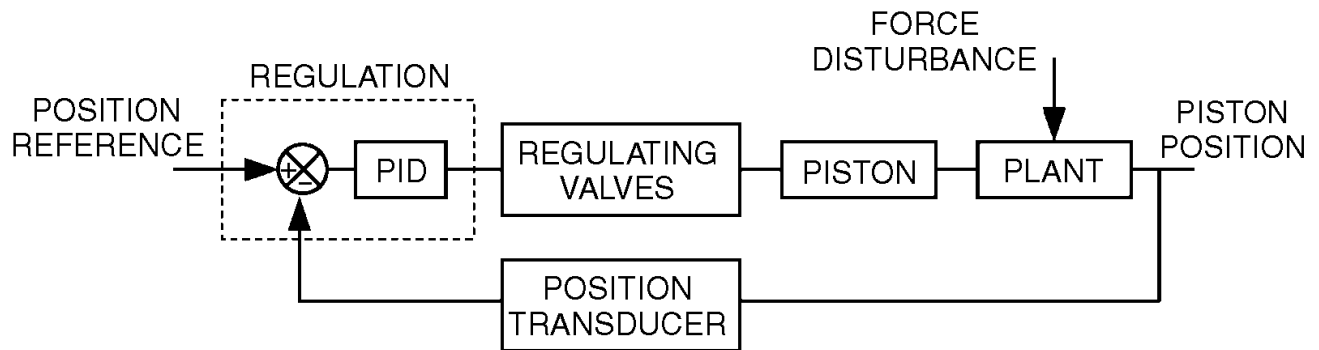 FORCE
DISTURBANCE
REGULATION
POSITION
REFERENCE
+
−
PID
REGULATING
VALVES
PISTON
PLANT
PISTON
POSITION
POSITION
TRANSDUCER